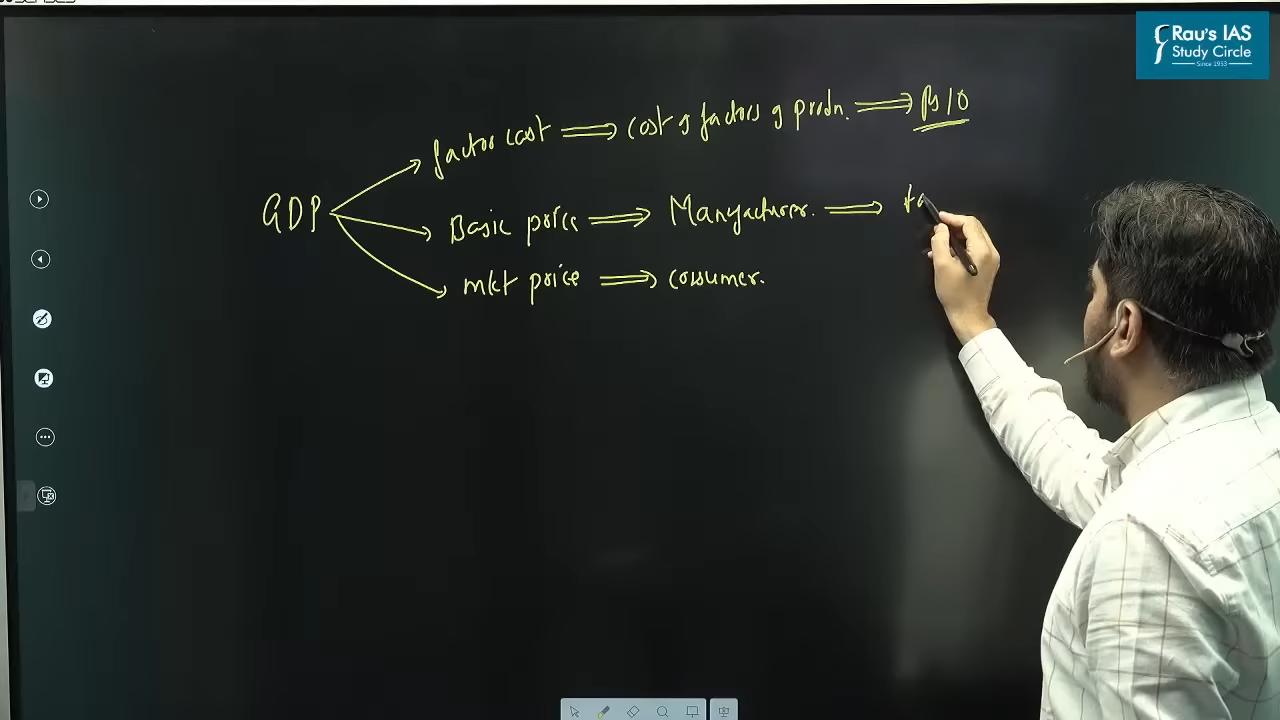 Rau's IAS
Study Circle
Since 1953
factor cost ⟹ cost of factors of prodn. ⟹ Rs 10
GDP
Basic price ⟹ Manufacturer. ⟹ ta
mkt price ⟹ consumer.